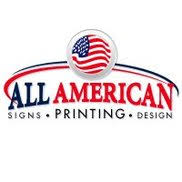 ALL AMERICAN
SIGNS • PRINTING • DESIGN